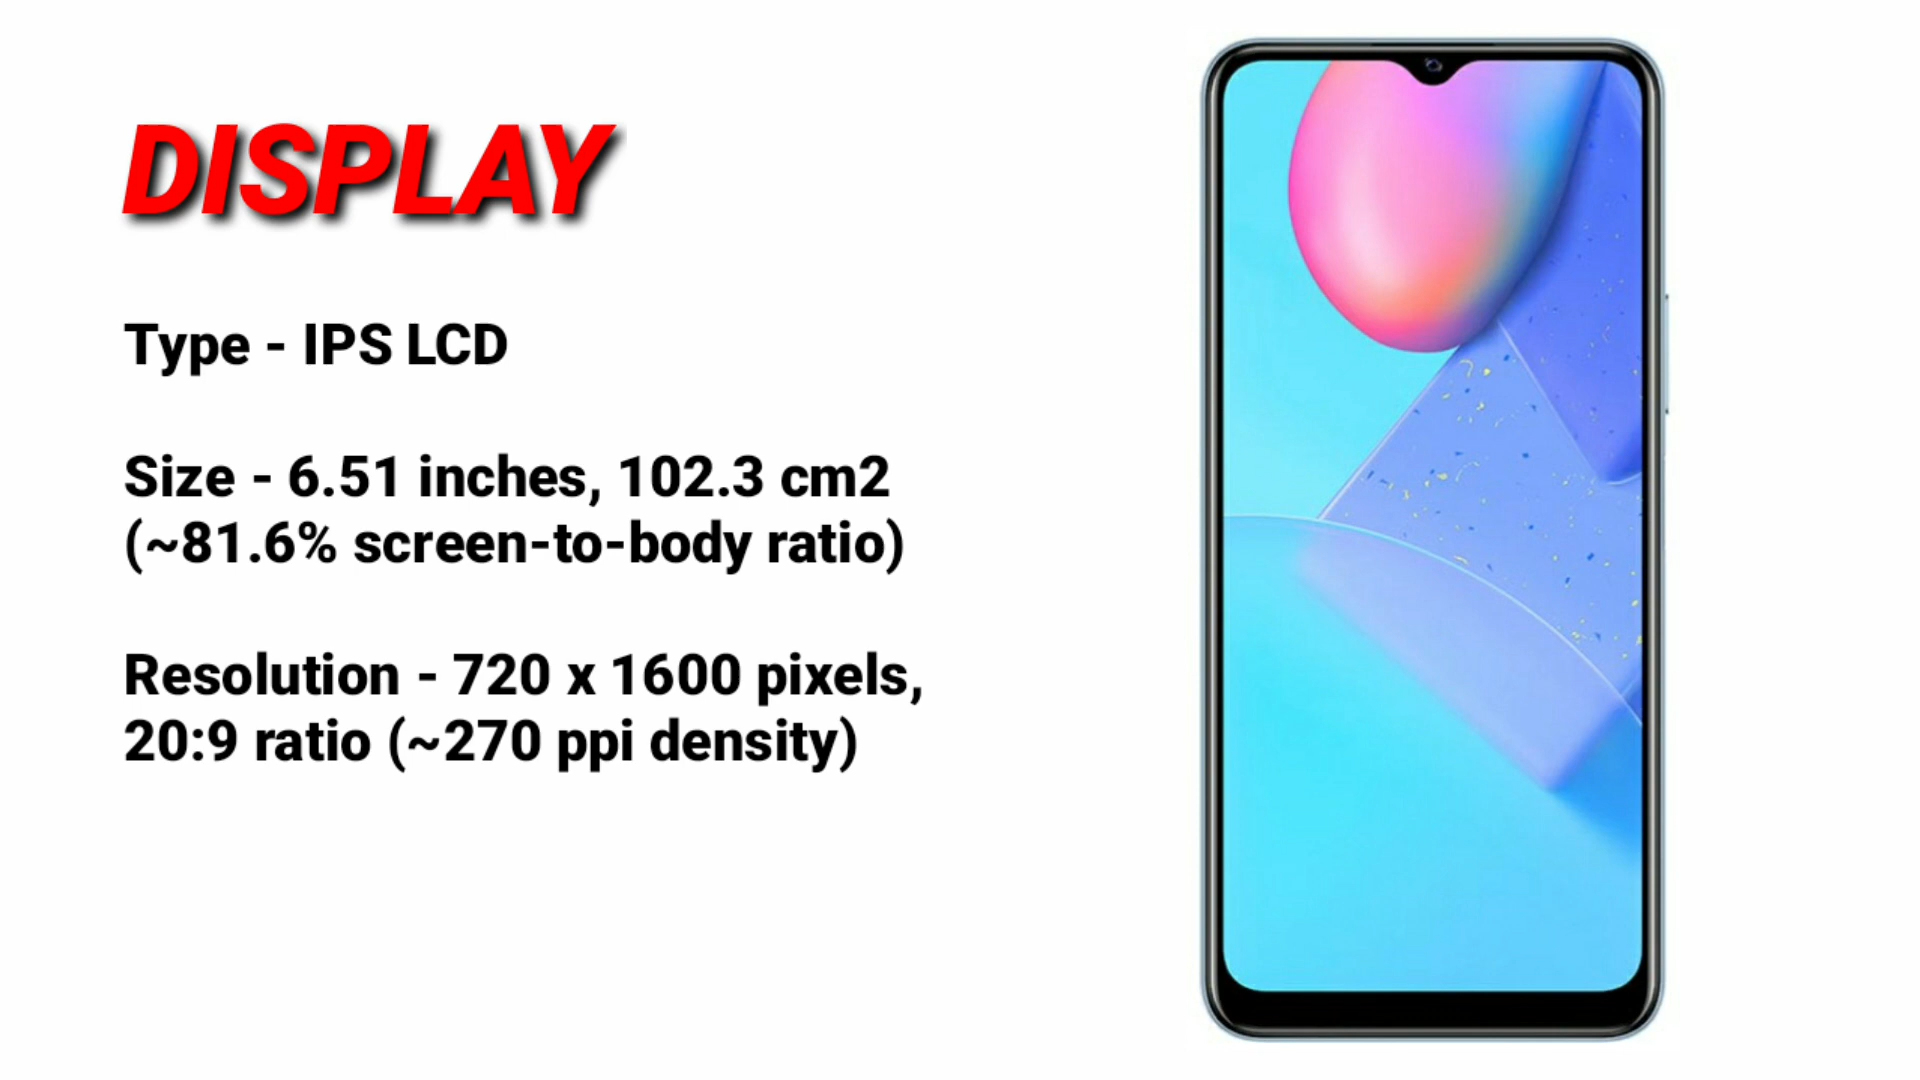 DISPLAY
Type - IPS LCD
Size - 6.51 inches, 102.3 cm2
(~81.6% screen-to-body ratio)
Resolution - 720 x 1600 pixels,
20:9 ratio (~270 ppi density)